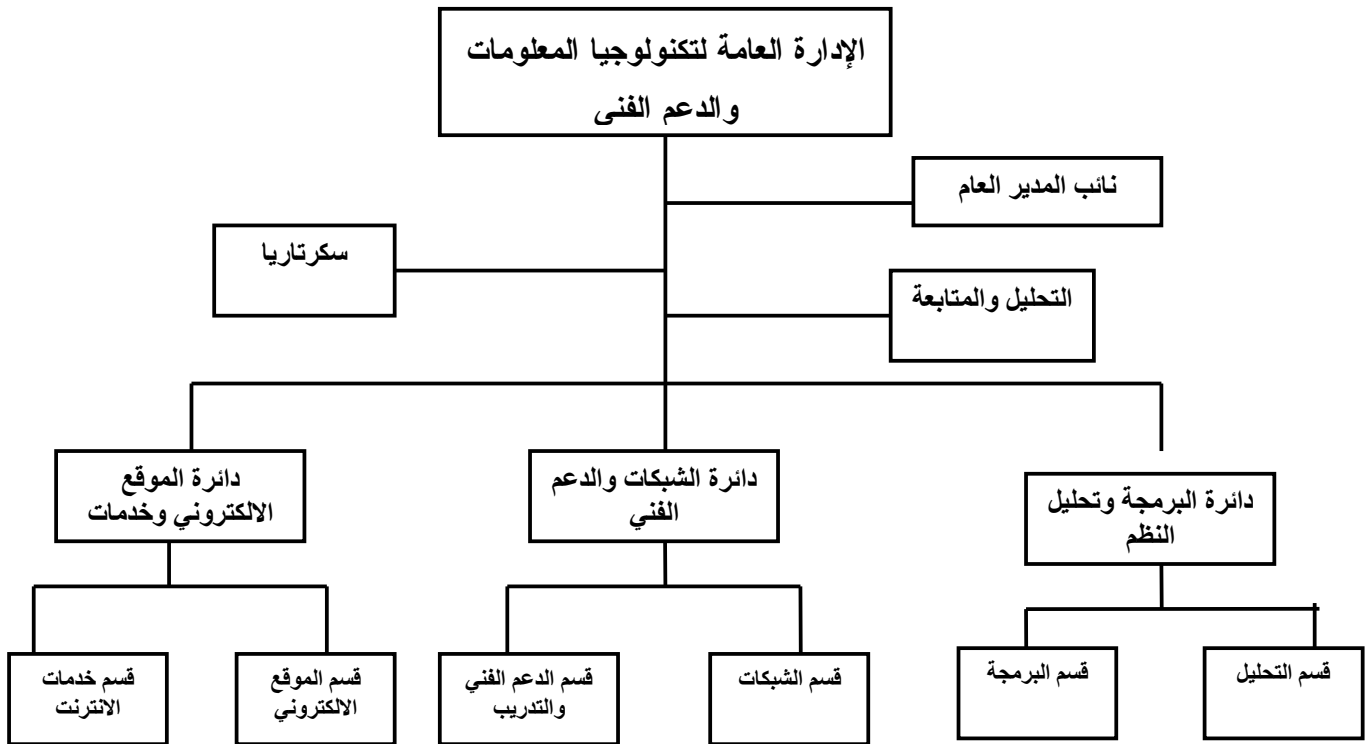 الإدارة العامة لتكنولوجيا المعلومات
والدعم الفنى
نائب المدير العام
سكرتاريا
التحليل والمتابعة
دائرة البرمجة وتحليل
النظم
دائرة الشبكات والدعم
الفني
دائرة الموقع
الالكتروني وخدمات
قسم التحليل
قسم البرمجة
قسم الشبكات
قسم الدعم الفني
والتدريب
قسم الموقع
الالكتروني
قسم خدمات
الانترنت